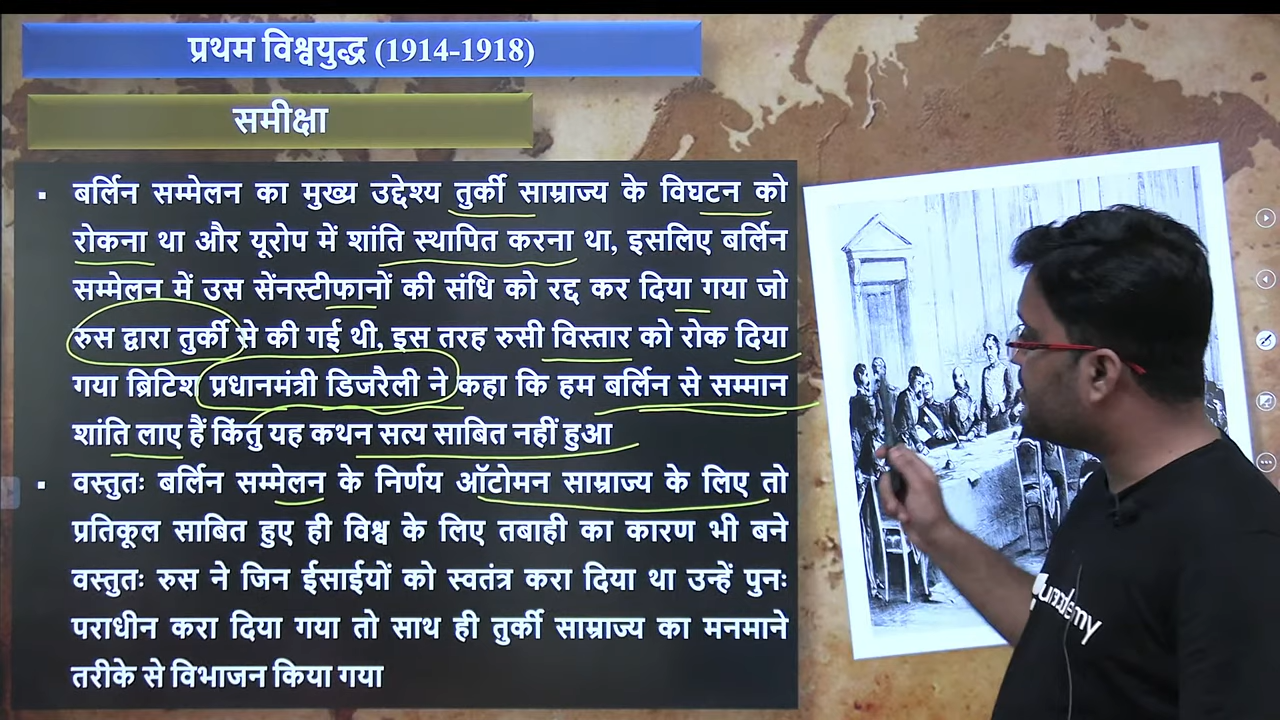 प्रथम विश्वयुद्ध (1914-1918)
समीक्षा
▪ बर्लिन सम्मेलन का मुख्य उद्देश्य तुर्की साम्राज्य के विघटन को
रोकना था और यूरोप में शांति स्थापित करना था, इसलिए बर्लिन
सम्मेलन में उस सेंनस्टीफानों की संधि को रद्द कर दिया गया जो
रुस द्वारा तुर्की से की गई थी, इस तरह रुसी विस्तार को रोक दिया
गया ब्रिटिश प्रधानमंत्री डिजरैली ने कहा कि हम बर्लिन से सम्मान
शांति लाए हैं किंतु यह कथन सत्य साबित नहीं हुआ
▪ वस्तुतः बर्लिन सम्मेलन के निर्णय ऑटोमन साम्राज्य के लिए तो
प्रतिकूल साबित हुए ही विश्व के लिए तबाही का कारण भी बने
वस्तुतः रुस ने जिन ईसाईयों को स्वतंत्र करा दिया था उन्हें पुनः
पराधीन करा दिया गया तो साथ ही तुर्की साम्राज्य का मनमाने
तरीके से विभाजन किया गया
unacademy